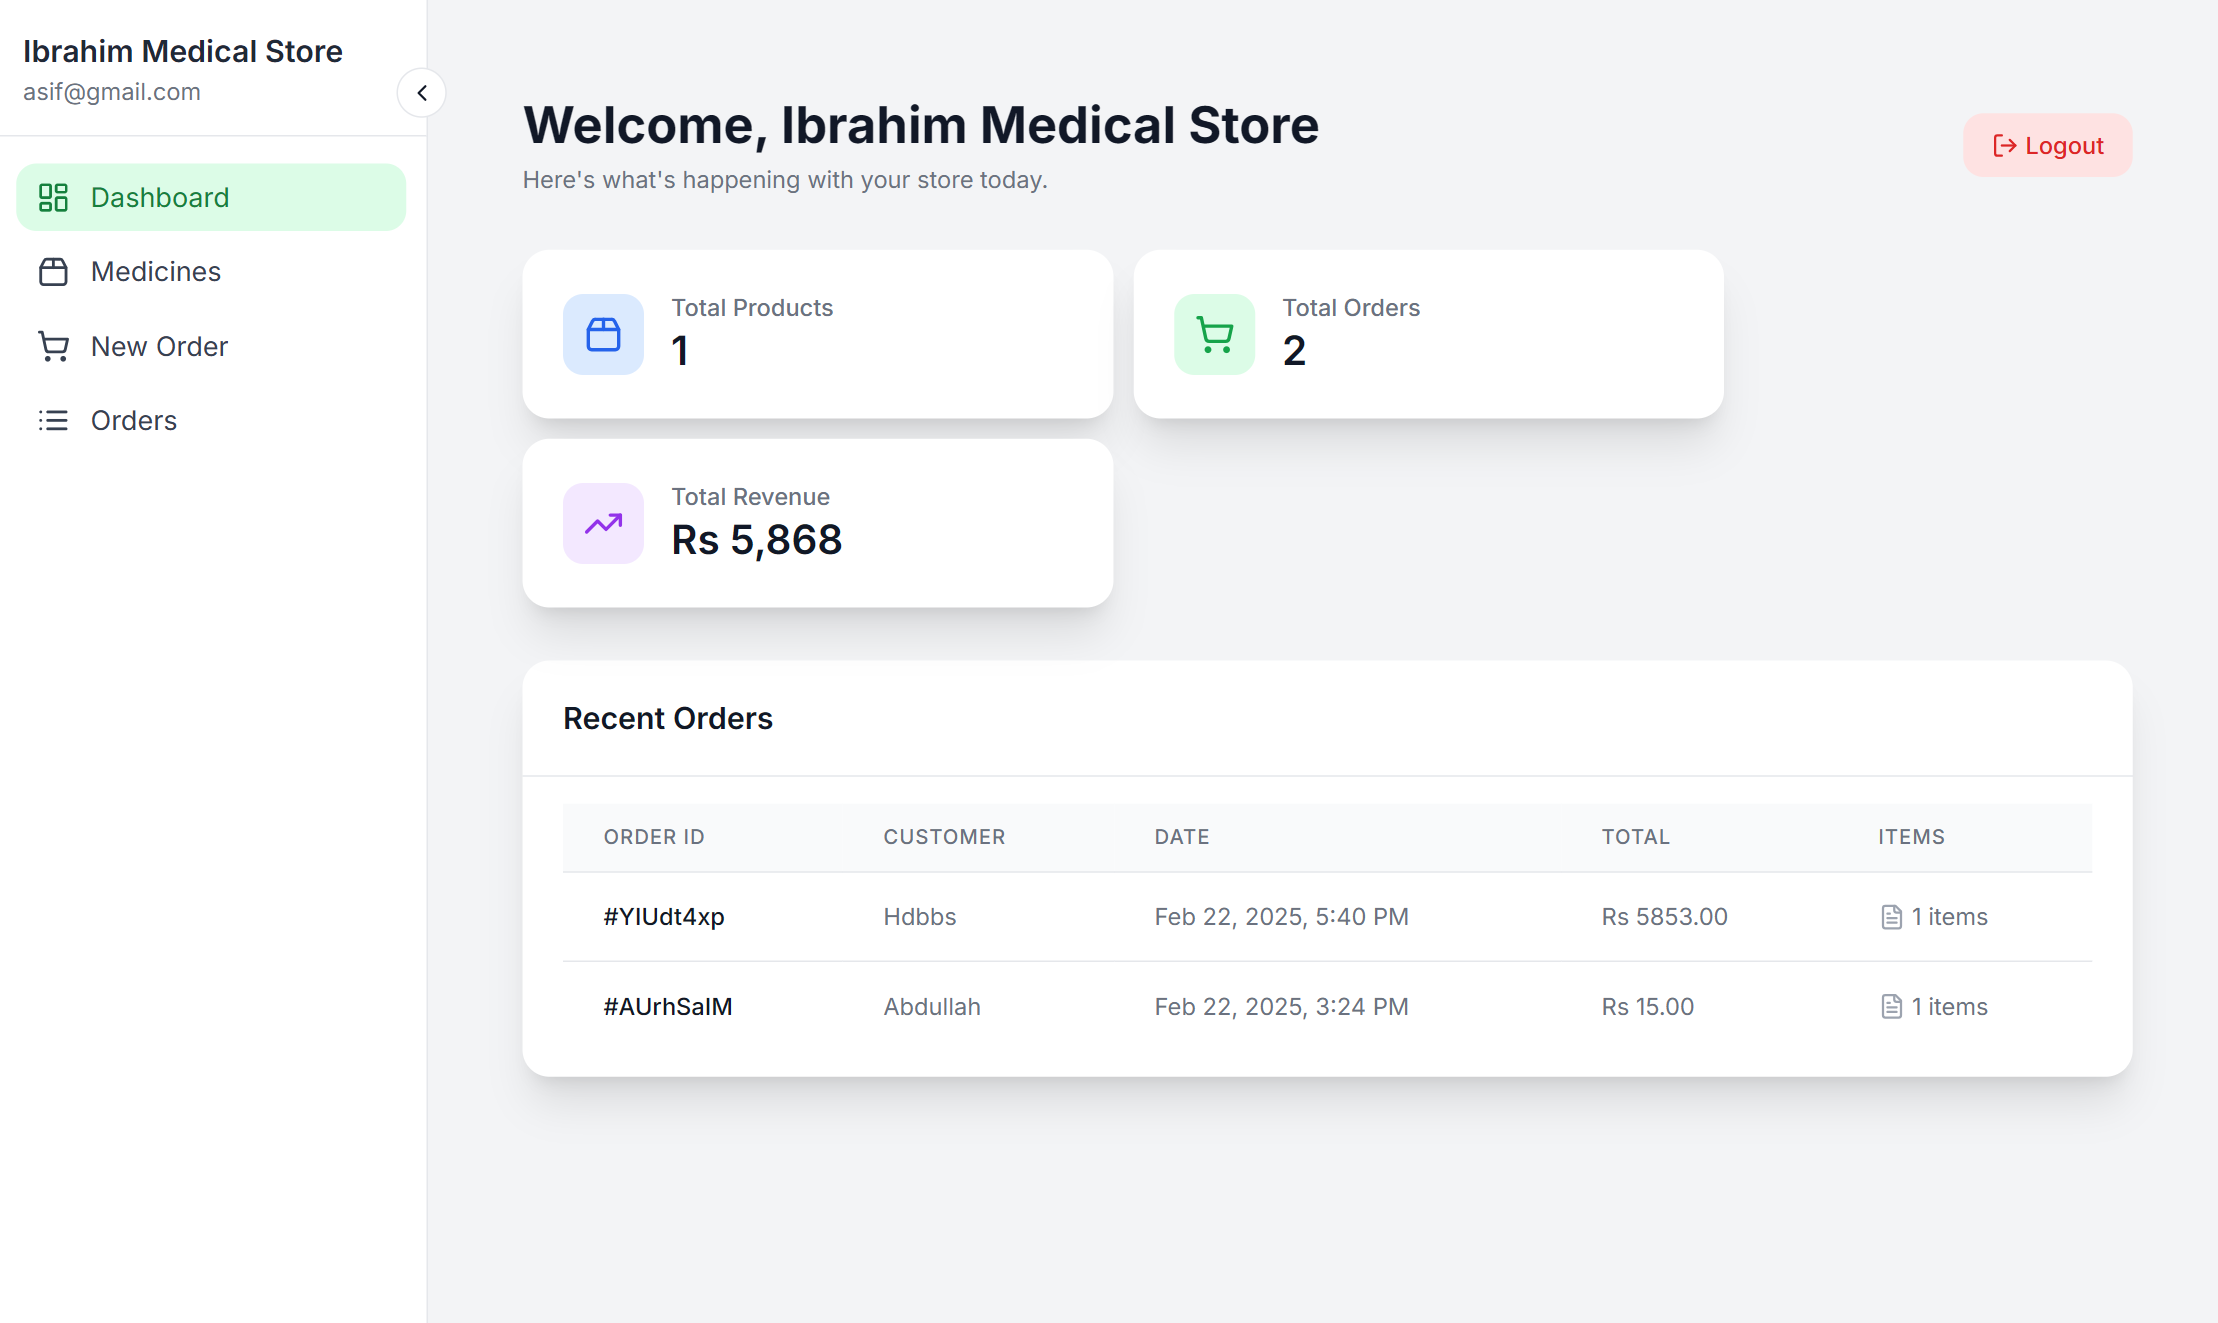 Ibrahim Medical Store
asif@gmail.com
Dashboard
Medicines
New Order
Orders
Welcome, Ibrahim Medical Store
Here's what's happening with your store today.
Logout
Total Products
1
Total Orders
2
Total Revenue
Rs 5,868
Recent Orders
ORDER ID CUSTOMER DATE TOTAL ITEMS
#YIUdt4xp Hdbbs Feb 22, 2025, 5:40 PM Rs 5853.00 1 items
#AUrhSaIM Abdullah Feb 22, 2025, 3:24 PM Rs 15.00 1 items